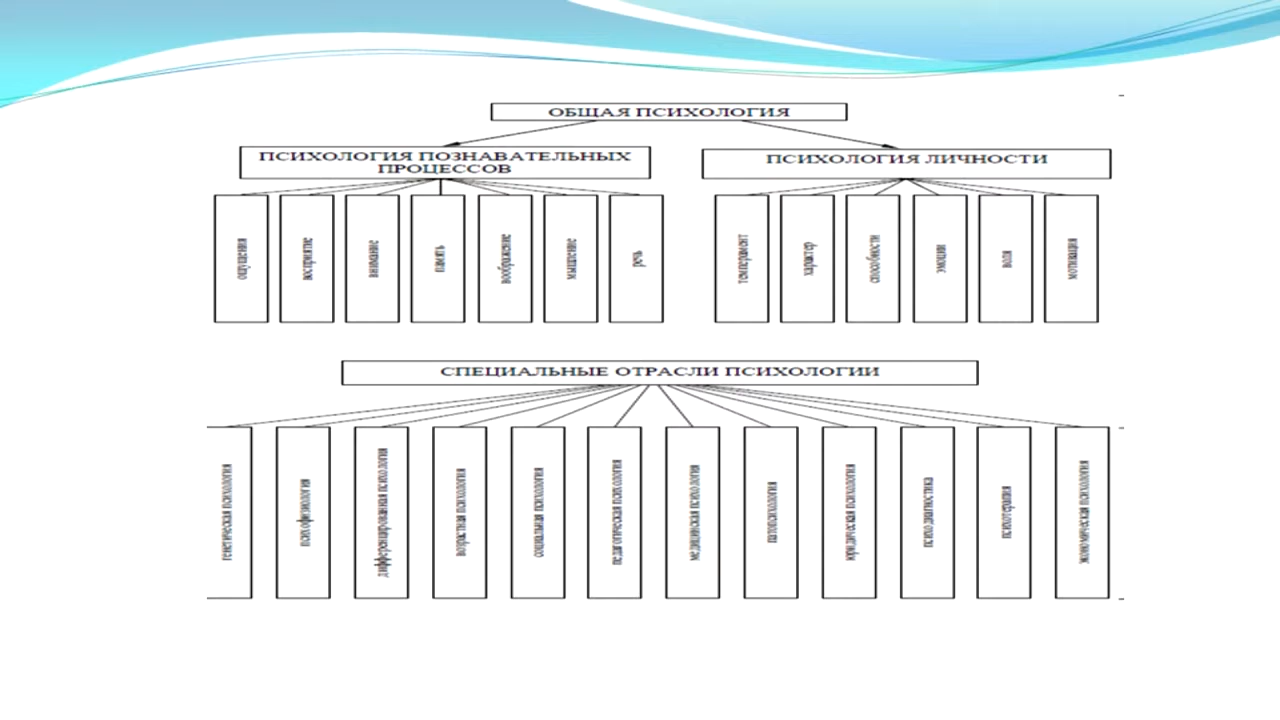 ОБЩАЯ ПСИХОЛОГИЯ
ПСИХОЛОГИЯ ПОЗНАВАТЕЛЬНЫХ
ПРОЦЕССОВ
ПСИХОЛОГИЯ ЛИЧНОСТИ
ощущения
восприятие
внимание
память
воображение
мышление
речь
темперамент
характер
способности
эмоции
воля
мотивация
СПЕЦИАЛЬНЫЕ ОТРАСЛИ ПСИХОЛОГИИ
генетическая психология
психофизиология
дифференцированная психология
возрастная психология
социальная психология
педагогическая психология
медицинская психология
патопсихология
юридическая психология
психодиагностика
психотерапия
экономическая психология